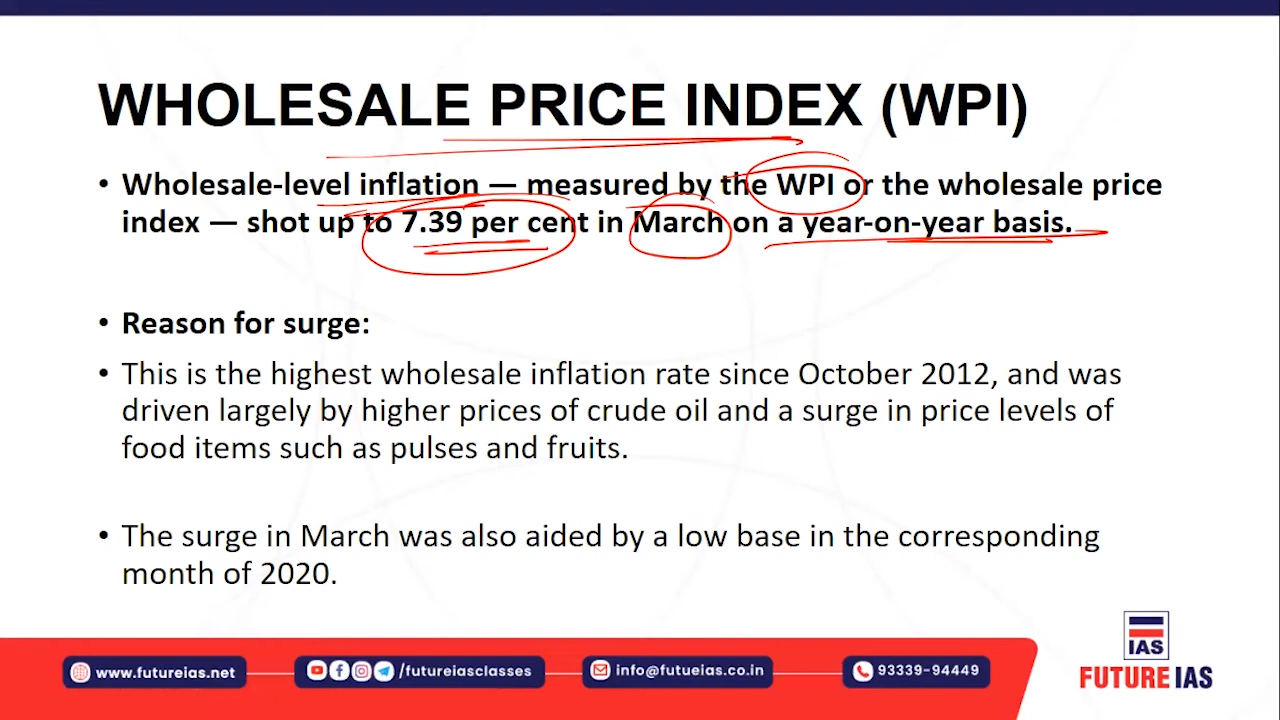 WHOLESALE PRICE INDEX (WPI)
• Wholesale-level inflation — measured by the WPI or the wholesale price
index — shot up to 7.39 per cent in March on a year-on-year basis.
• Reason for surge:
• This is the highest wholesale inflation rate since October 2012, and was
driven largely by higher prices of crude oil and a surge in price levels of
food items such as pulses and fruits.
• The surge in March was also aided by a low base in the corresponding
month of 2020.
www.futureias.net
/futureiasclasses
info@futueias.co.in
93339-94449
IAS
FUTURE IAS